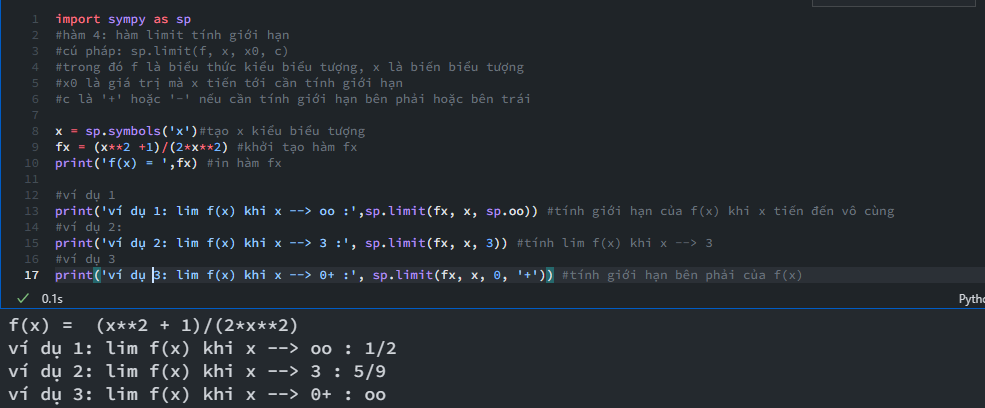 1 import sympy as sp
2 #hàm 4: hàm limit tính giới hạn
3 #cú pháp: sp.limit(f, x, x0, c)
4 #trong đó f là biểu thức kiểu biểu tượng, x là biến biểu tượng
5 #x0 là giá trị mà x tiến tới cần tính giới hạn
6 #c là '+' hoặc '-' nếu cần tính giới hạn bên phải hoặc bên trái
7
8 x = sp.symbols('x')#tạo x kiểu biểu tượng
9 fx = (x**2 +1)/(2*x**2) #khởi tạo hàm fx
10 print('f(x) = ',fx) #in hàm fx
11
12 #ví dụ 1
13 print('ví dụ 1: lim f(x) khi x --> oo :',sp.limit(fx, x, sp.oo)) #tính giới hạn của f(x) khi x tiến đến vô cùng
14 #ví dụ 2:
15 print('ví dụ 2: lim f(x) khi x --> 3 :', sp.limit(fx, x, 3)) #tính lim f(x) khi x --> 3
16 #ví dụ 3
17 print('ví dụ 3: lim f(x) khi x --> 0+ :', sp.limit(fx, x, 0, '+')) #tính giới hạn bên phải của f(x)
0.1s Pytho
f(x) =  (x**2 + 1)/(2*x**2)
ví dụ 1: lim f(x) khi x --> oo : 1/2
ví dụ 2: lim f(x) khi x --> 3 : 5/9
ví dụ 3: lim f(x) khi x --> 0+ : oo